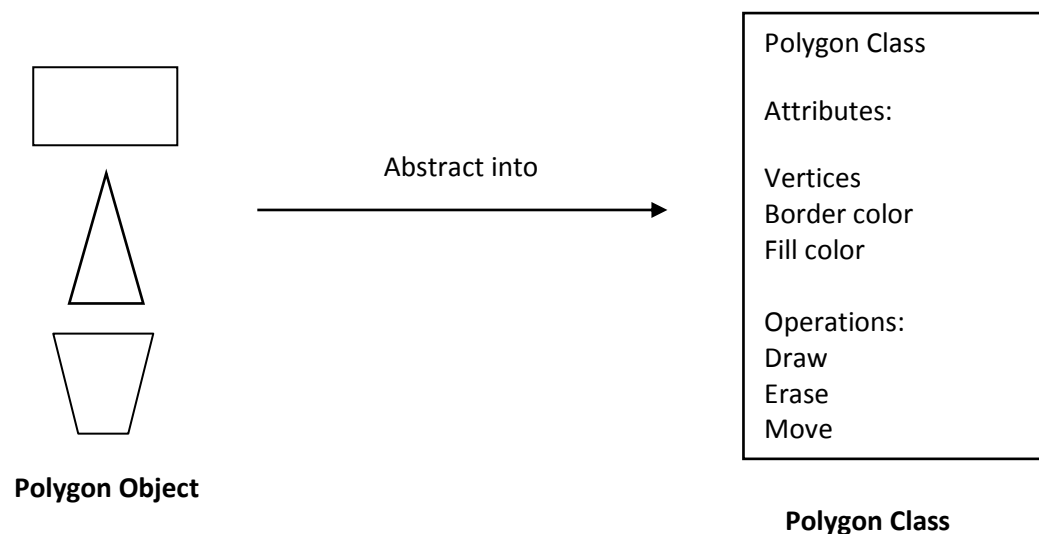 Polygon Class
Attributes:
Abstract into
Vertices
Border color
Fill color
Operations:
Draw
Erase
Move
Polygon Object
Polygon Class